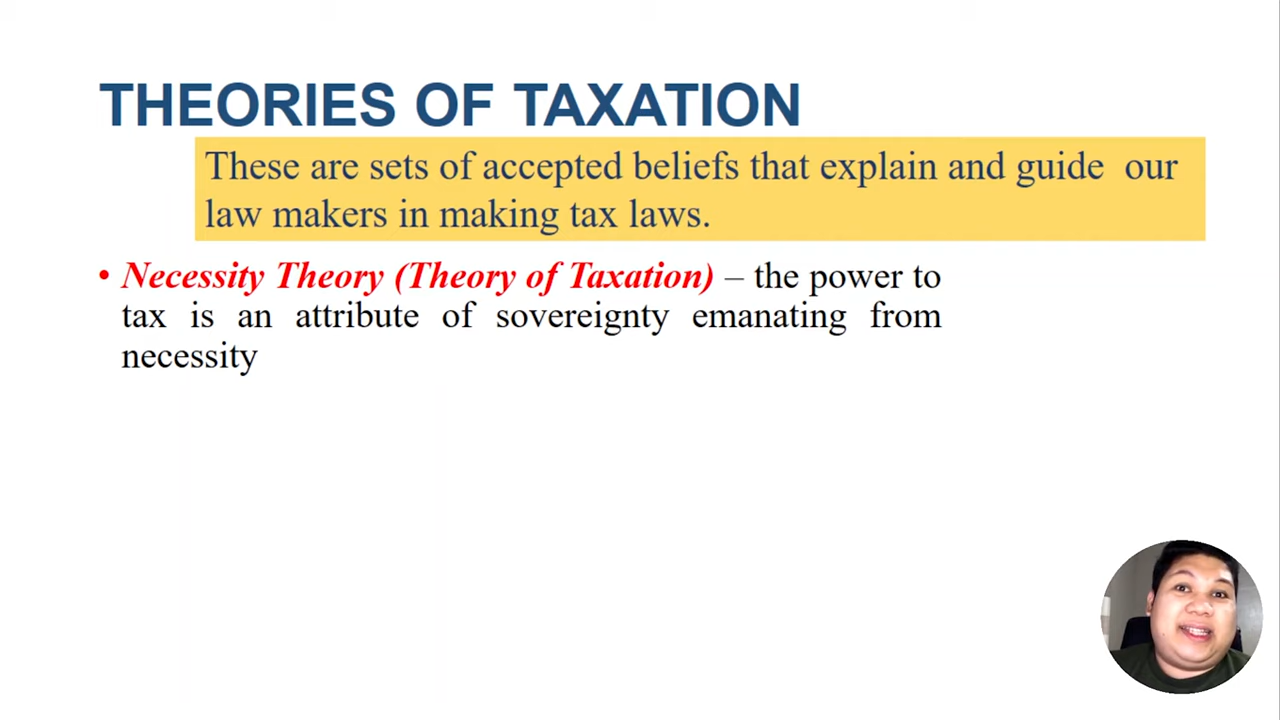 THEORIES OF TAXATION
These are sets of accepted beliefs that explain and guide our
law makers in making tax laws.
• Necessity Theory (Theory of Taxation) – the power to
tax is an attribute of sovereignty emanating from
necessity